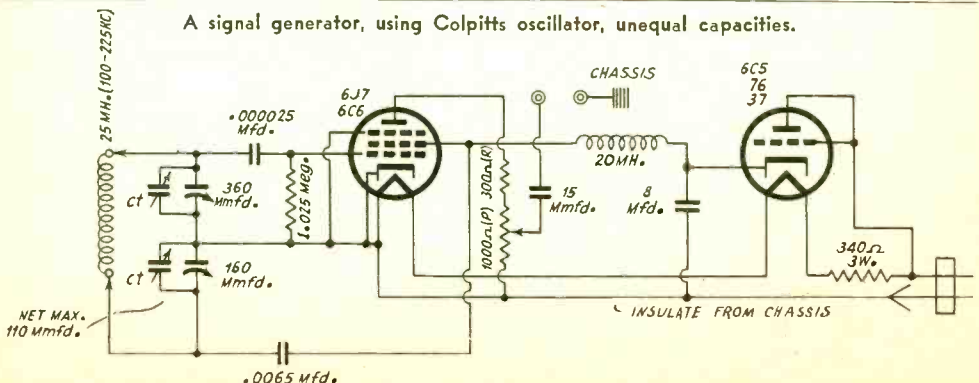 A signal generator, using Colpitts oscillator, unequal capacities.
25 MH. (100-225KC)
.000025
Mfd.
6J7
6C6
CHASSIS
6C5
76
37
ct
360
Mmfd.
1.025 Meg.
300Ω(R)
1000Ω(P)
15
Mmfd.
20MH.
8
Mfd.
340Ω
3W.
ct
160
Mmfd.
NET MAX.
110 Mmfd.
INSULATE FROM CHASSIS
.0065 Mfd.